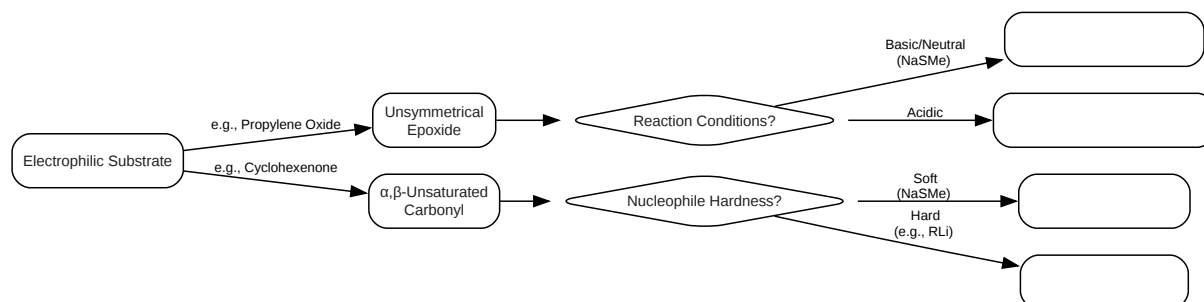 Basic/Neutral
(NaSMe)
e.g., Propylene Oxide
Unsymmetrical
Epoxide
Reaction Conditions?
Acidic
Electrophilic Substrate
e.g., Cyclohexenone
α,β-Unsaturated
Carbonyl
Nucleophile Hardness?
Soft
(NaSMe)
Hard
(e.g., RLi)